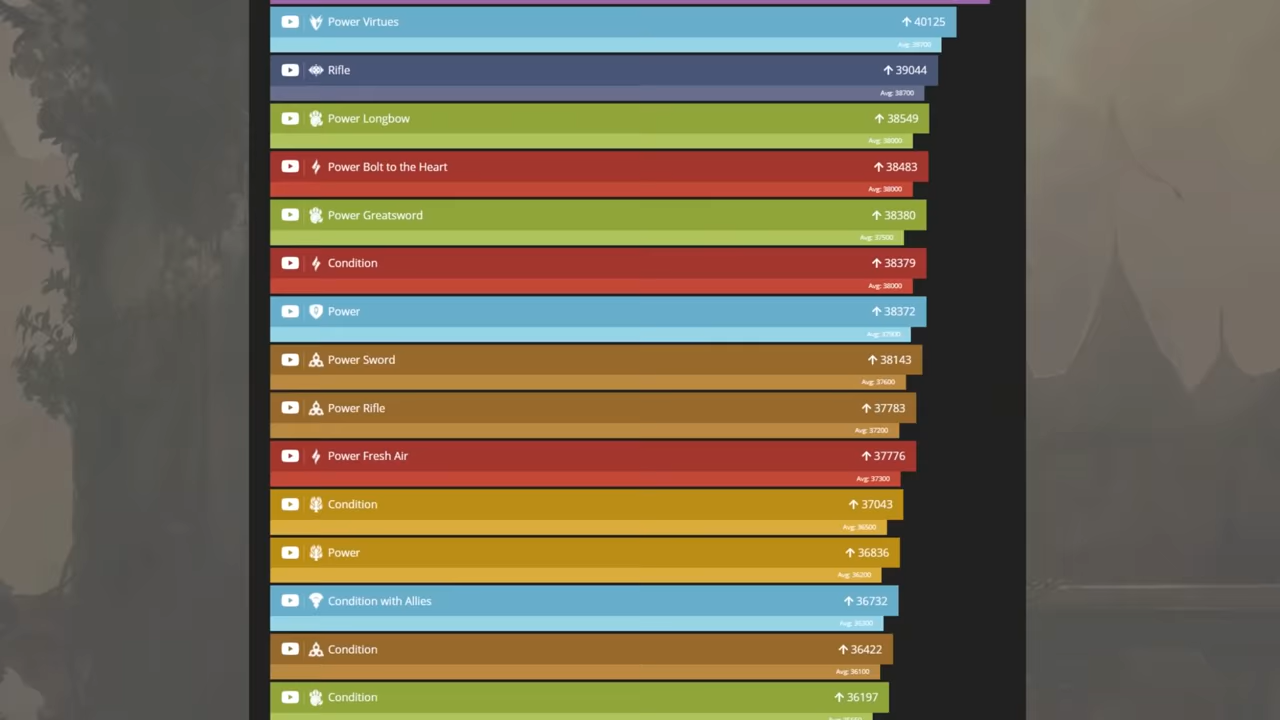 Power Virtues 40125
Avg: 39700
Rifle 39044
Avg: 38700
Power Longbow 38549
Avg: 38000
Power Bolt to the Heart 38483
Avg: 38000
Power Greatsword 38380
Avg: 37500
Condition 38379
Avg: 38000
Power 38372
Avg:
Power Sword 38143
Avg: 37600
Power Rifle 37783
Avg: 37200
Power Fresh Air 37776
Avg: 37300
Condition 37043
Avg: 36500
Power 36836
Avg: 36200
Condition with Allies 36732
Avg:
Condition 36422
Avg: 36100
Condition 36197